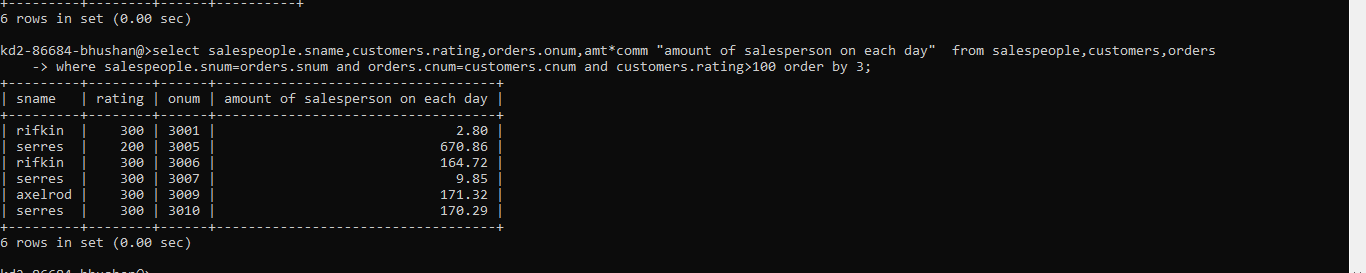 +---------+--------+------+----------+
6 rows in set (0.00 sec)
kd2-86684-bhushan@>select salespeople.sname,customers.rating,orders.onum,amt*comm "amount of salesperson on each day"  from salespeople,customers,orders
    -> where salespeople.snum=orders.snum and orders.cnum=customers.cnum and customers.rating>100 order by 3;
+---------+--------+------+-----------------------------------+
| sname   | rating | onum | amount of salesperson on each day |
+---------+--------+------+-----------------------------------+
| rifkin  |    300 | 3001 |                              2.80 |
| serres  |    200 | 3005 |                            670.86 |
| rifkin  |    300 | 3006 |                            164.72 |
| serres  |    300 | 3007 |                              9.85 |
| axelrod |    300 | 3009 |                            171.32 |
| serres  |    300 | 3010 |                            170.29 |
+---------+--------+------+-----------------------------------+
6 rows in set (0.00 sec)
kd2-86684-bhushan@>